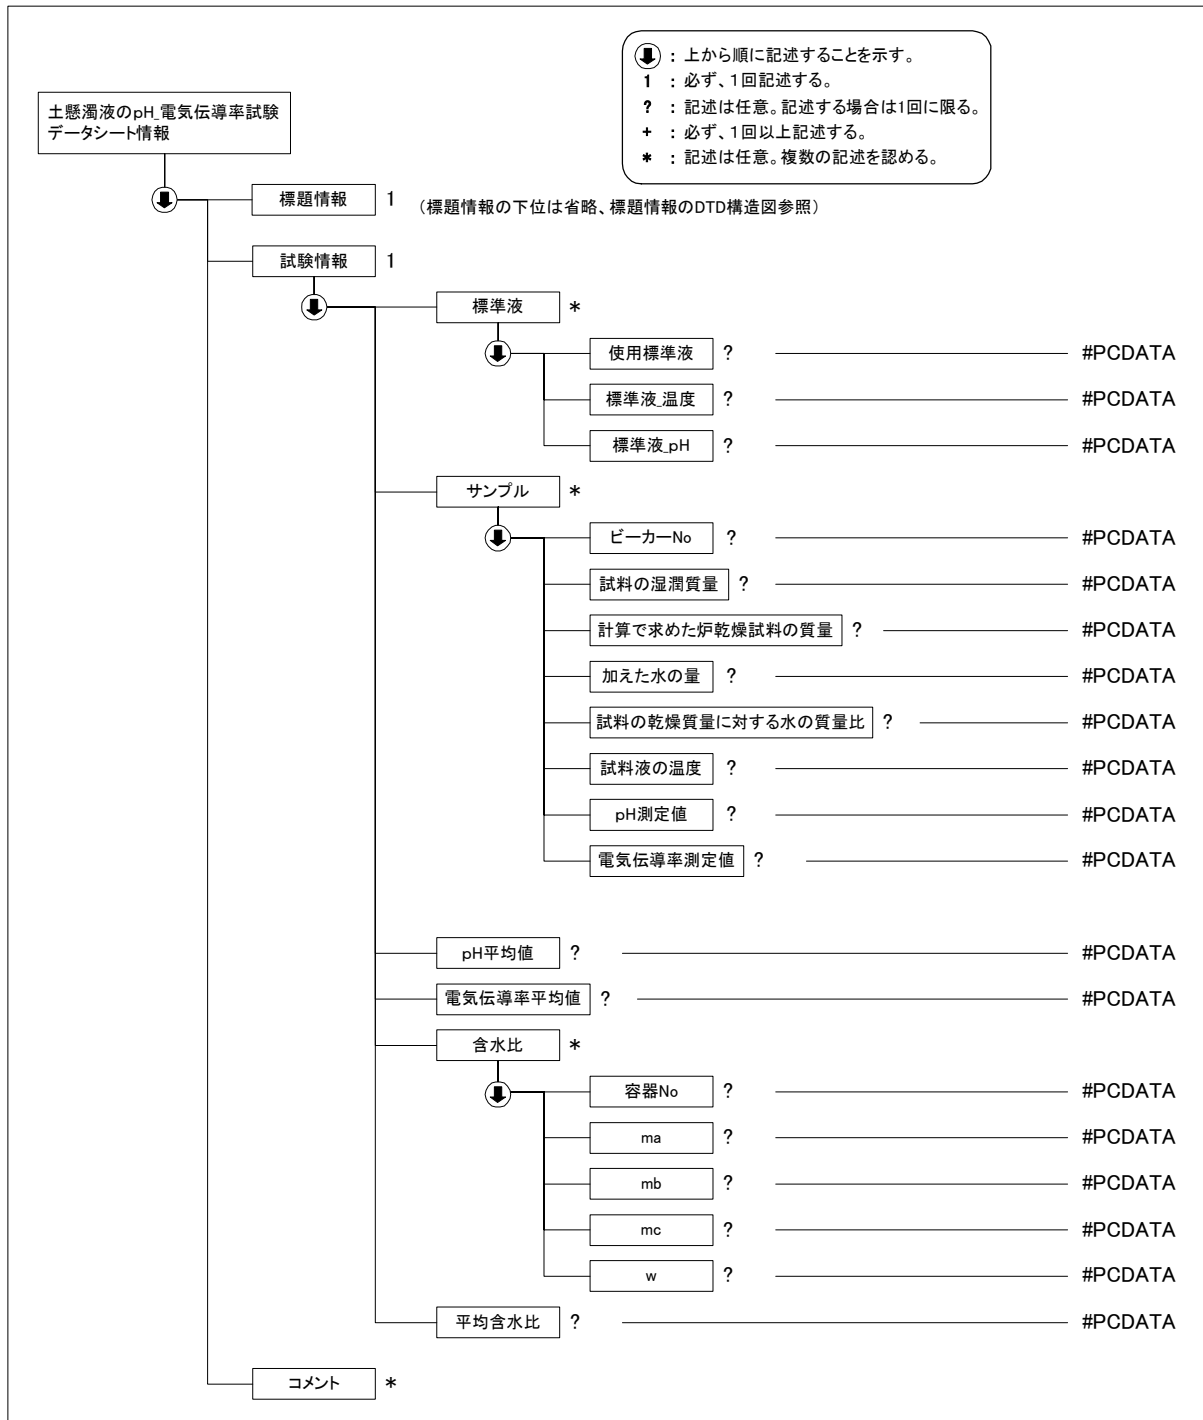 ：上から順に記述することを示す。
1 ：必ず、1回記述する。
? ：記述は任意。記述する場合は1回に限る。
+ ：必ず、1回以上記述する。
* ：記述は任意。複数の記述を認める。
土懸濁液のpH_電気伝導率試験
データシート情報
標題情報 1 （標題情報の下位は省略、標題情報のDTD構造図参照）
試験情報 1
標準液 *
使用標準液 ? #PCDATA
標準液_温度 ? #PCDATA
標準液_pH ? #PCDATA
サンプル *
ビーカーNo ? #PCDATA
試料の湿潤質量 ? #PCDATA
計算で求めた炉乾燥試料の質量 ? #PCDATA
加えた水の量 ? #PCDATA
試料の乾燥質量に対する水の質量比 ? #PCDATA
試料液の温度 ? #PCDATA
pH測定値 ? #PCDATA
電気伝導率測定値 ? #PCDATA
pH平均値 ? #PCDATA
電気伝導率平均値 ? #PCDATA
含水比 *
容器No ? #PCDATA
ma ? #PCDATA
mb ? #PCDATA
mc ? #PCDATA
w ? #PCDATA
平均含水比 ? #PCDATA
コメント *